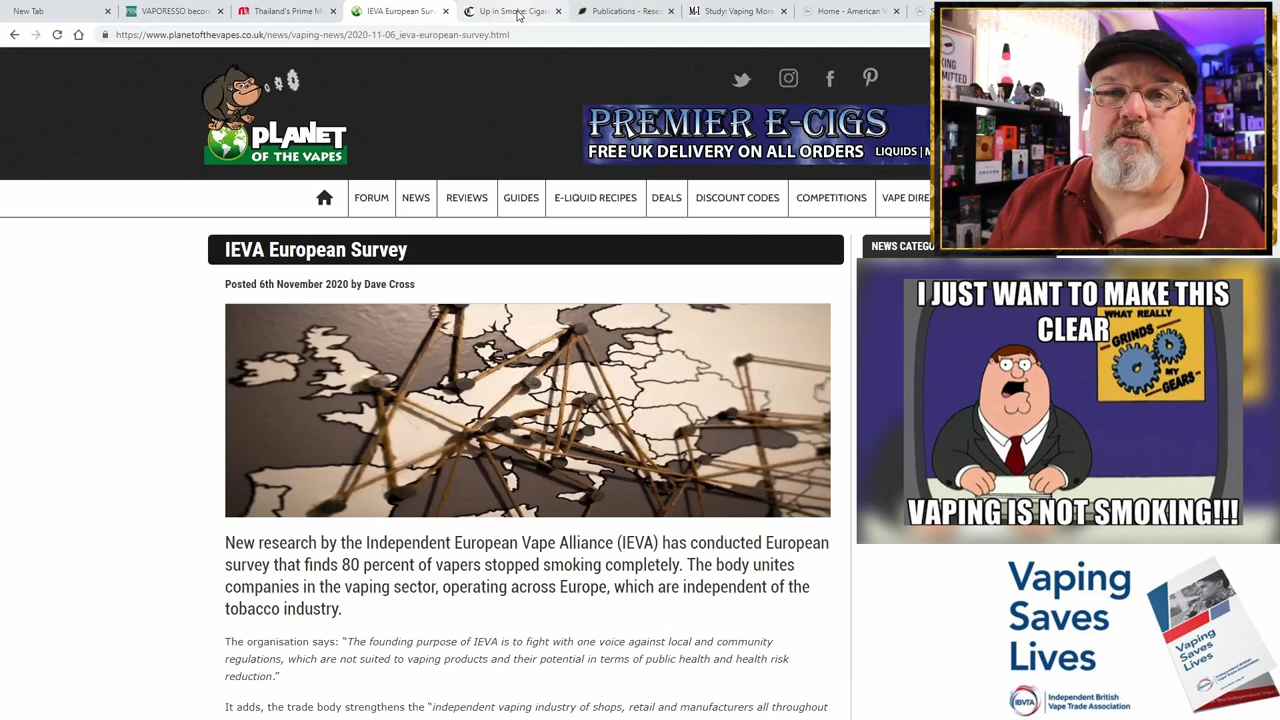 New Tab
VAPORESSO becom
Thailand's Prime M
IEVA European Surv
Up in Smoke: Cigar
Publications - Rese
Study: Vaping More
Home - American V
https://www.planetofthevapes.co.uk/news/vaping-news/2020-11-06_ieva-european-survey.html
PLANET
OF THE VAPES
PREMIER E-CIGS
FREE UK DELIVERY ON ALL ORDERS LIQUIDS | M
FORUM
NEWS
REVIEWS
GUIDES
E-LIQUID RECIPES
DEALS
DISCOUNT CODES
COMPETITIONS
VAPE DIRE
IEVA European Survey
NEWS CATEGO
Posted 6th November 2020 by Dave Cross
New research by the Independent European Vape Alliance (IEVA) has conducted European
survey that finds 80 percent of vapers stopped smoking completely. The body unites
companies in the vaping sector, operating across Europe, which are independent of the
tobacco industry.
The organisation says: “The founding purpose of IEVA is to fight with one voice against local and community
regulations, which are not suited to vaping products and their potential in terms of public health and health risk
reduction.”
It adds, the trade body strengthens the “independent vaping industry of shops, retail and manufacturers all throughout
I JUST WANT TO MAKE THIS
CLEAR
WHAT REALLY
GRINDS
MY
GEARS
VAPING IS NOT SMOKING!!!
Vaping
Saves
Lives
IBVTA
Independent British
Vape Trade Association
Vaping
Saves
Lives